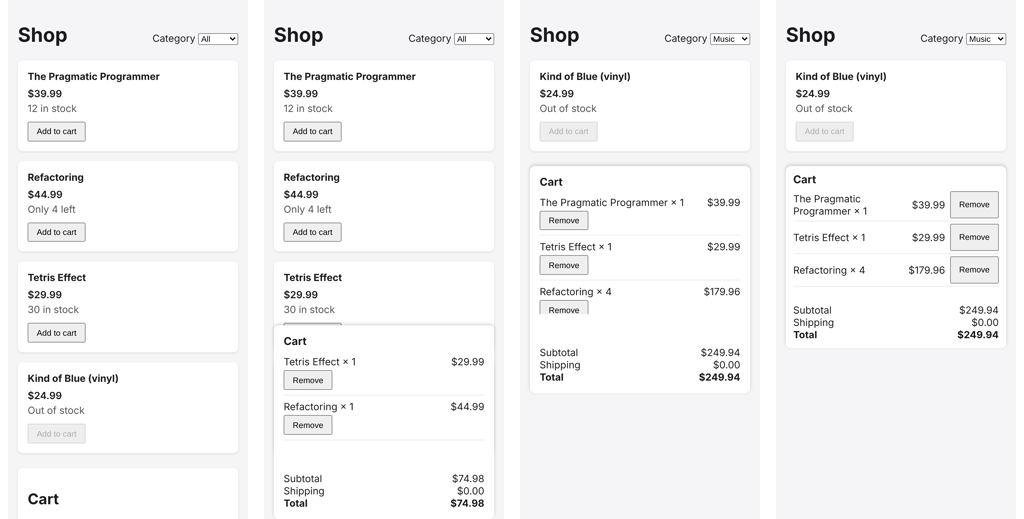 Shop
Category All
The Pragmatic Programmer
$39.99
12 in stock
Add to cart
Refactoring
$44.99
Only 4 left
Add to cart
Tetris Effect
$29.99
30 in stock
Add to cart
Kind of Blue (vinyl)
$24.99
Out of stock
Add to cart
Cart
Shop
Category All
The Pragmatic Programmer
$39.99
12 in stock
Add to cart
Refactoring
$44.99
Only 4 left
Add to cart
Tetris Effect
$29.99
30 in stock
Cart
Tetris Effect × 1 $29.99
Remove
Refactoring × 1 $44.99
Remove
Subtotal $74.98
Shipping $0.00
Total $74.98
Shop
Category Music
Kind of Blue (vinyl)
$24.99
Out of stock
Add to cart
Cart
The Pragmatic Programmer × 1 $39.99
Remove
Tetris Effect × 1 $29.99
Remove
Refactoring × 4 $179.96
Remove
Subtotal $249.94
Shipping $0.00
Total $249.94
Shop
Category Music
Kind of Blue (vinyl)
$24.99
Out of stock
Add to cart
Cart
The Pragmatic
Programmer × 1 $39.99 Remove
Tetris Effect × 1 $29.99 Remove
Refactoring × 4 $179.96 Remove
Subtotal $249.94
Shipping $0.00
Total $249.94